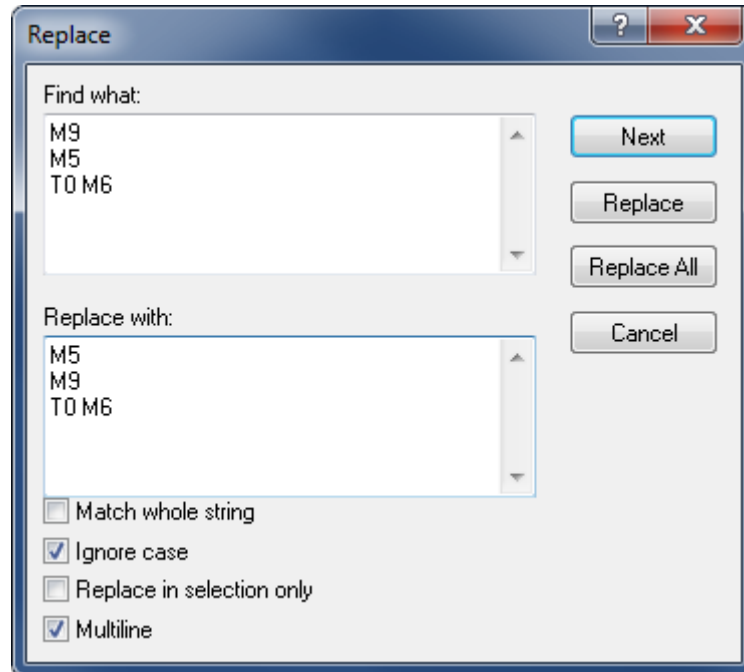 Replace
?
X
Find what:
M9
M5
T0 M6
Next
Replace
Replace All
Cancel
Replace with:
M5
M9
T0 M6
Match whole string
Ignore case
Replace in selection only
Multiline